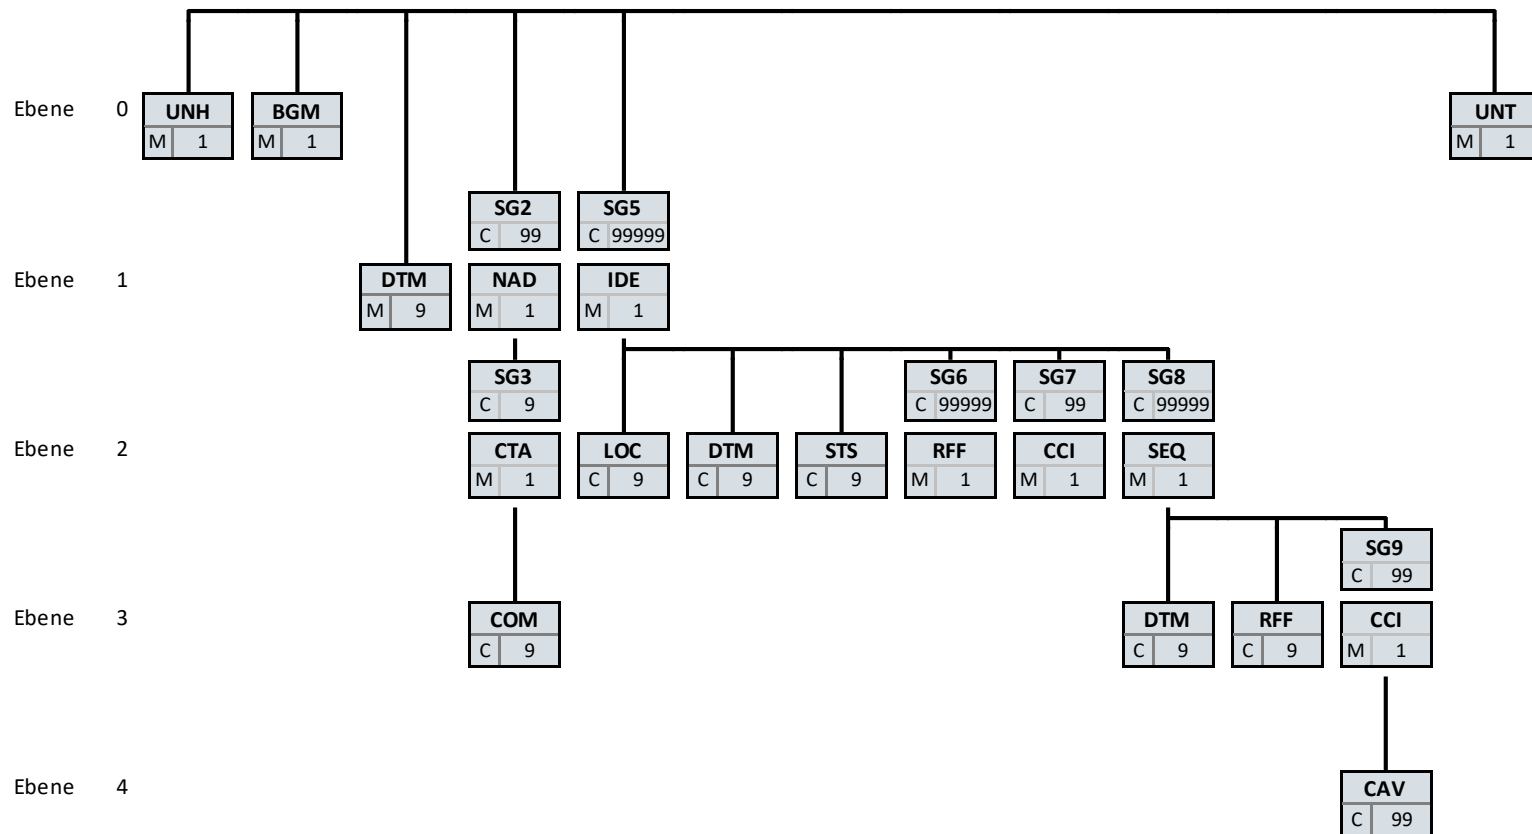 Ebene 0 UNH BGM UNT
M 1 M 1 M 1
SG2 SG5
C 99 C 99999
Ebene 1 DTM NAD IDE
M 9 M 1 M 1
SG3 SG6 SG7 SG8
C 9 C 99999 C 99 C 99999
Ebene 2 CTA LOC DTM STS RFF CCI SEQ
M 1 C 9 C 9 C 9 M 1 M 1 M 1
SG9
C 99
Ebene 3 COM DTM RFF CCI
C 9 C 9 C 9 M 1
Ebene 4 CAV
C 99